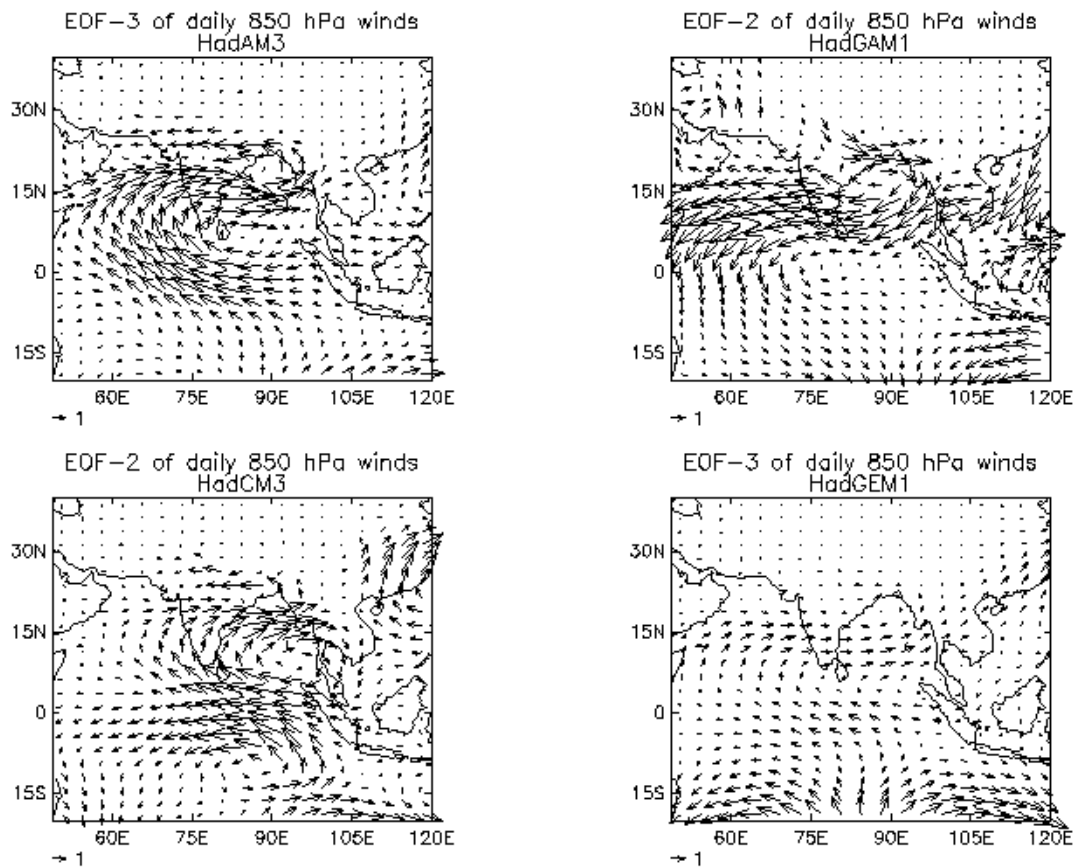 EOF-3 of daily 850 hPa winds
HadAM3
30N
15N
0
15S
60E 75E 90E 105E 120E
1
EOF-2 of daily 850 hPa winds
HadGAM1
30N
15N
0
15S
60E 75E 90E 105E 120E
1
EOF-2 of daily 850 hPa winds
HadCM3
30N
15N
0
15S
60E 75E 90E 105E 120E
1
EOF-3 of daily 850 hPa winds
HadGEM1
30N
15N
0
15S
60E 75E 90E 105E 120E
1